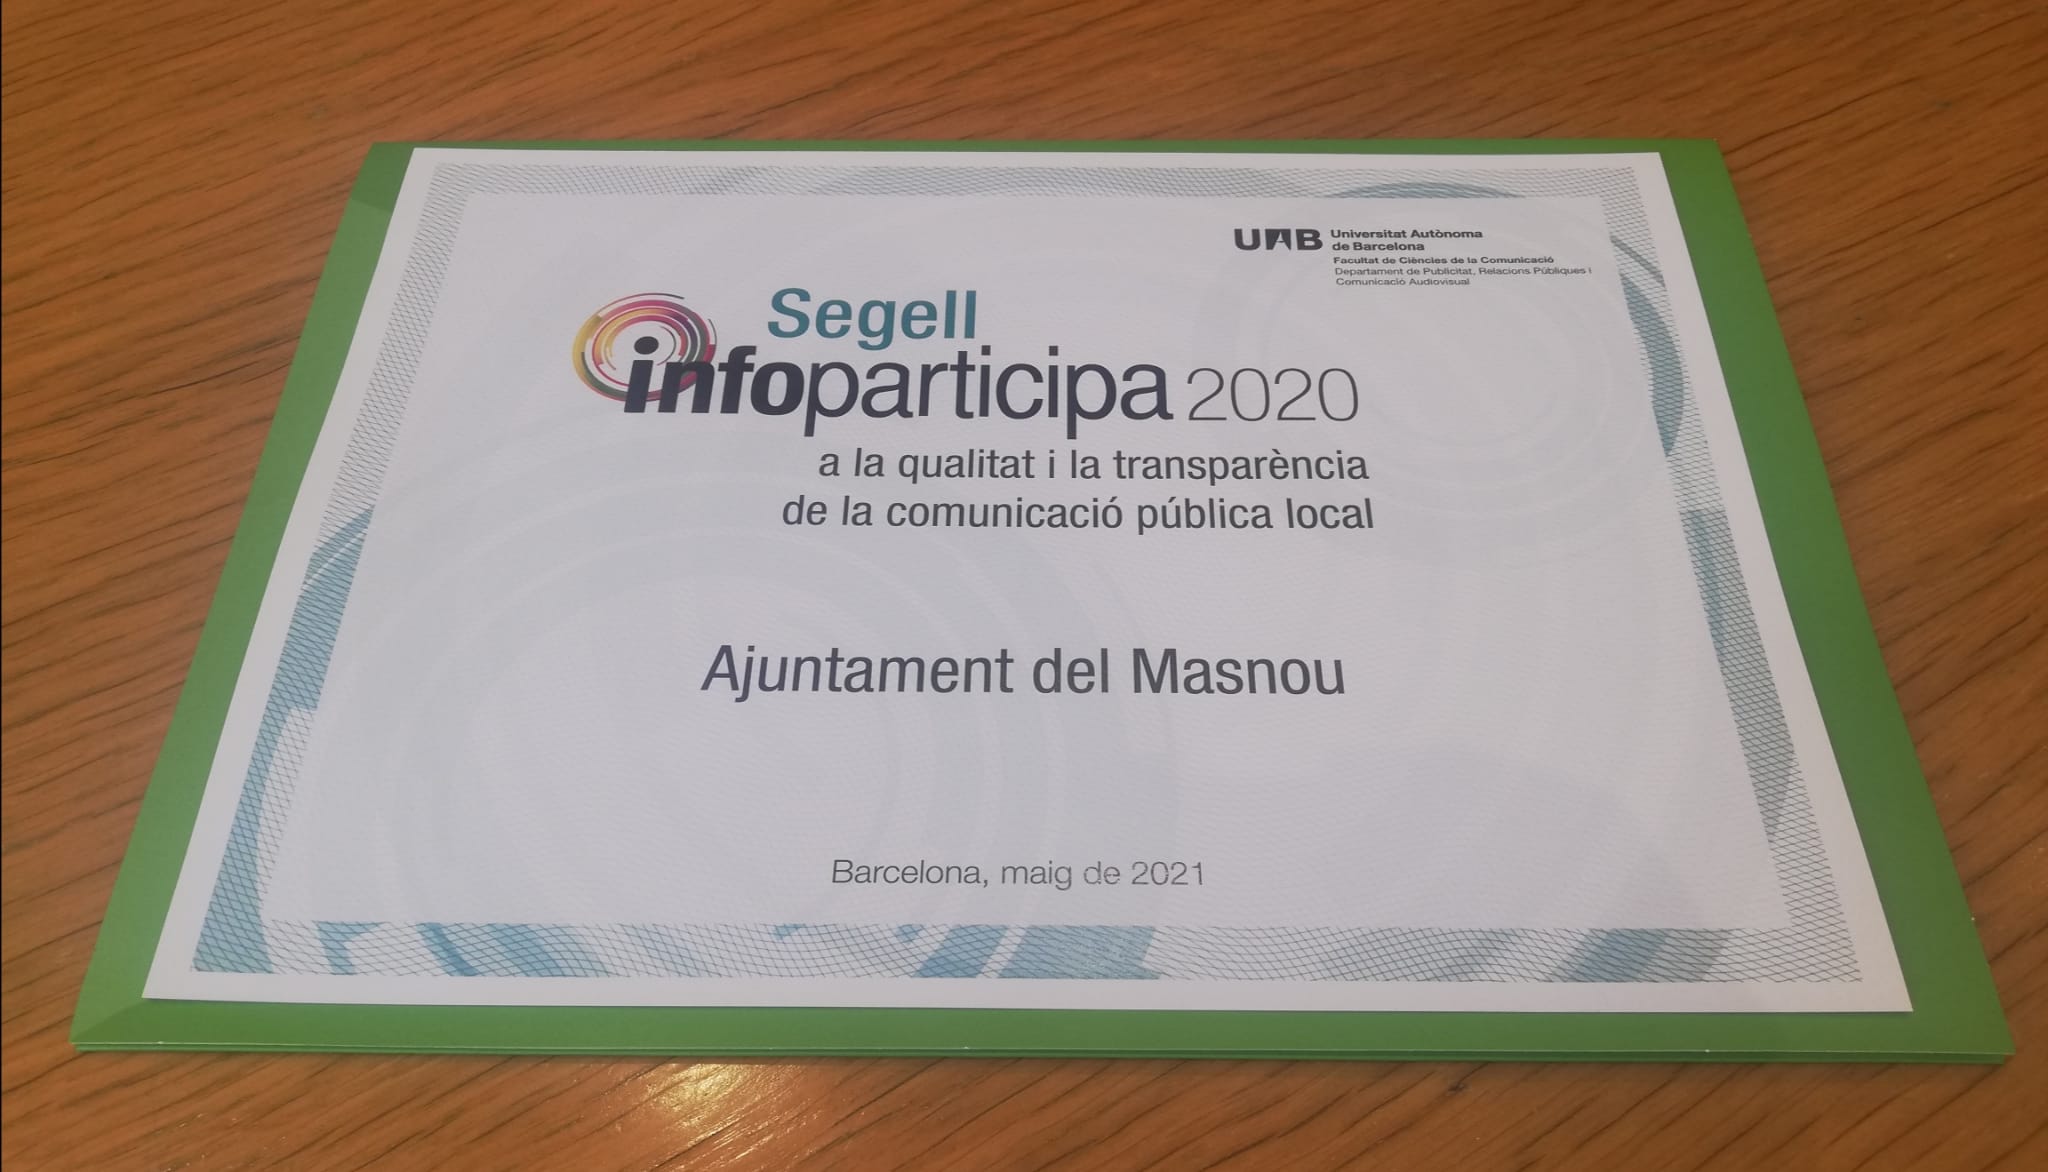 UAB Universitat Autònoma
de Barcelona
Facultat de Ciències de la Comunicació
Departament de Publicitat, Relacions Públiques i
Comunicació Audiovisual
Segell
infoparticipa 2020
a la qualitat i la transparència
de la comunicació pública local
Ajuntament del Masnou
Barcelona, maig de 2021